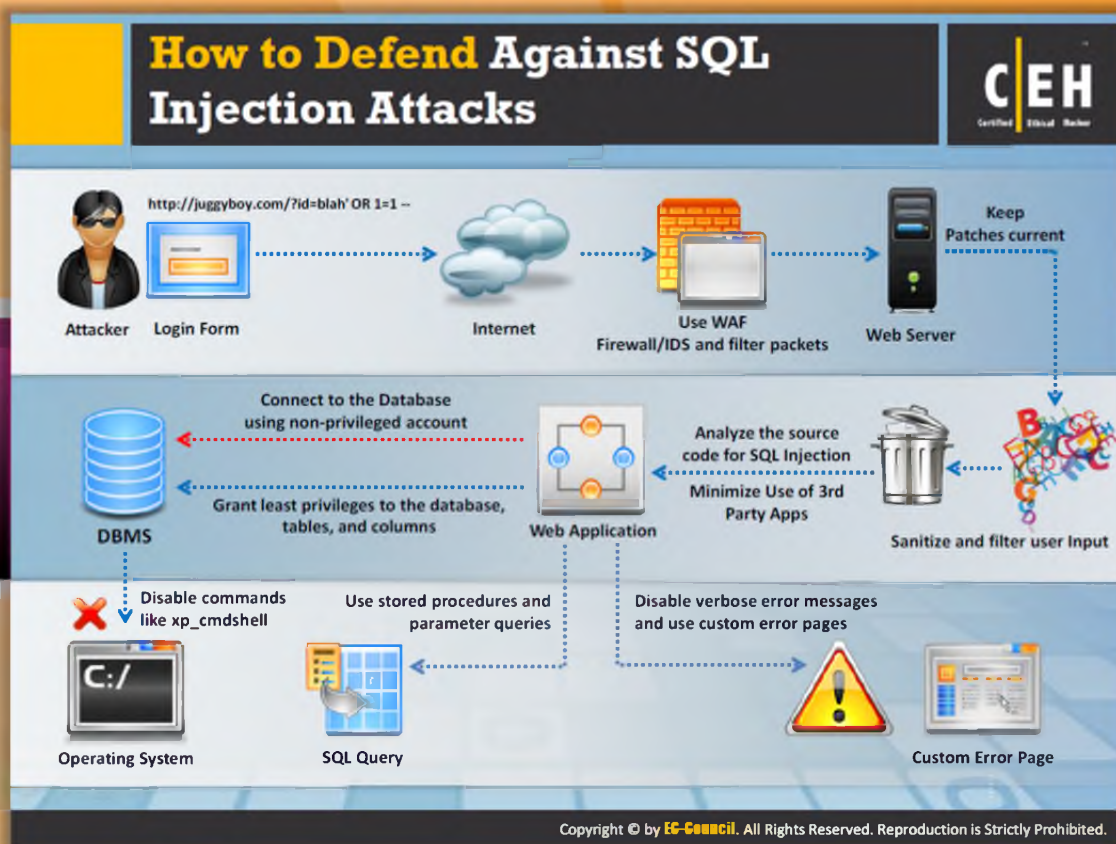 How to Defend Against SQL
Injection Attacks
CEH
Certified Ethical Hacker
http://juggyboy.com/?id=blah' OR 1=1 --
Attacker
Login Form
Internet
Use WAF
Firewall/IDS and filter packets
Web Server
Keep
Patches current
Connect to the Database
using non-privileged account
Grant least privileges to the database,
tables, and columns
DBMS
Web Application
Analyze the source
code for SQL Injection
Minimize Use of 3rd
Party Apps
Sanitize and filter user Input
Disable commands
like xp_cmdshell
Use stored procedures and
parameter queries
Disable verbose error messages
and use custom error pages
C:/
Operating System
SQL Query
Custom Error Page
Copyright © by EC-Council. All Rights Reserved. Reproduction is Strictly Prohibited.